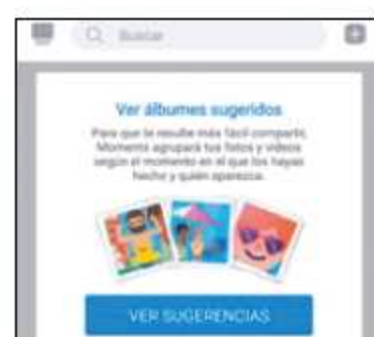 Buscar
Ver álbumes sugeridos
Para que te resulte más fácil compartir,
Moments agrupará tus fotos y vídeos
según el momento en el que los hayas
hecho y quién aparezca.
VER SUGERENCIAS